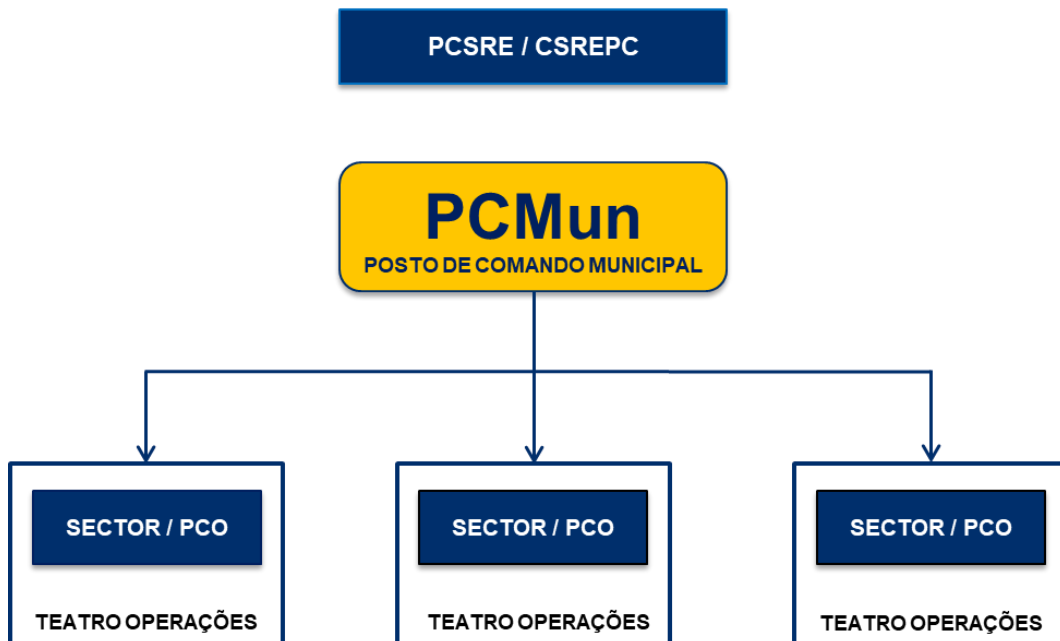 PCSRE / CSREPC
PCMun
POSTO DE COMANDO MUNICIPAL
SECTOR / PCO
SECTOR / PCO
SECTOR / PCO
TEATRO OPERAÇÕES
TEATRO OPERAÇÕES
TEATRO OPERAÇÕES